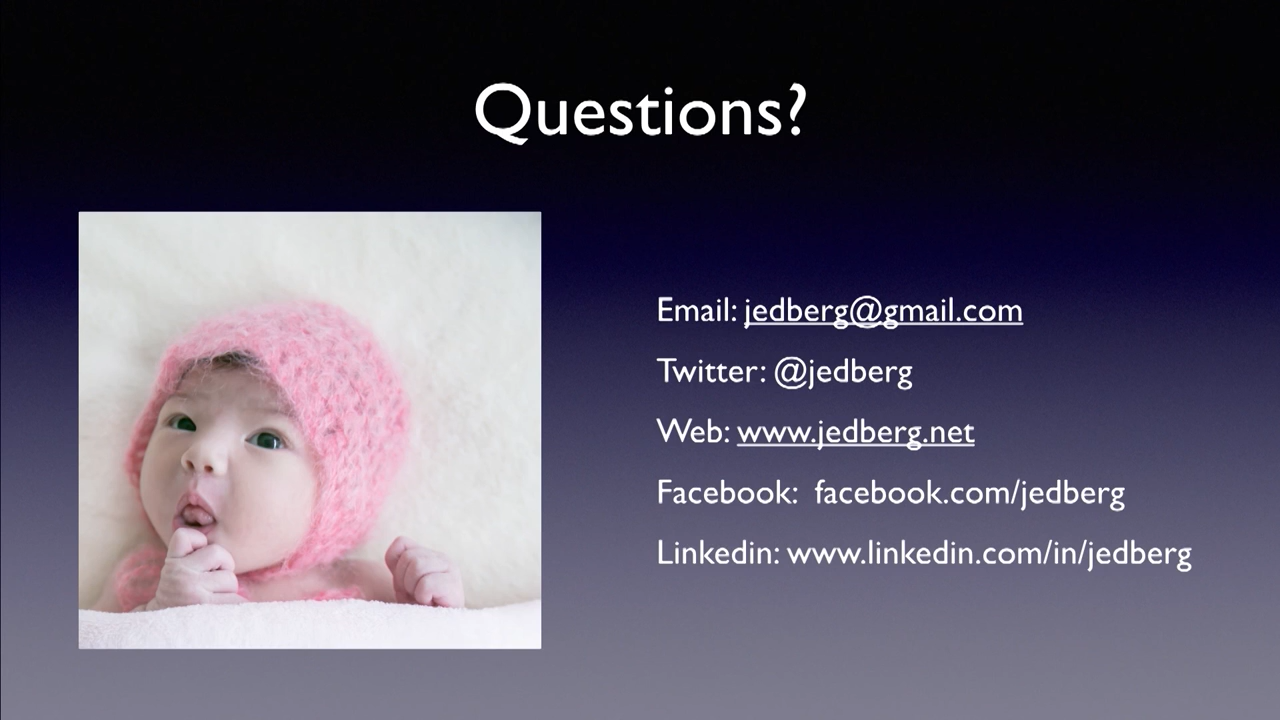 Questions?
Email: jedberg@gmail.com
Twitter: @jedberg
Web: www.jedberg.net
Facebook:  facebook.com/jedberg
Linkedin: www.linkedin.com/in/jedberg